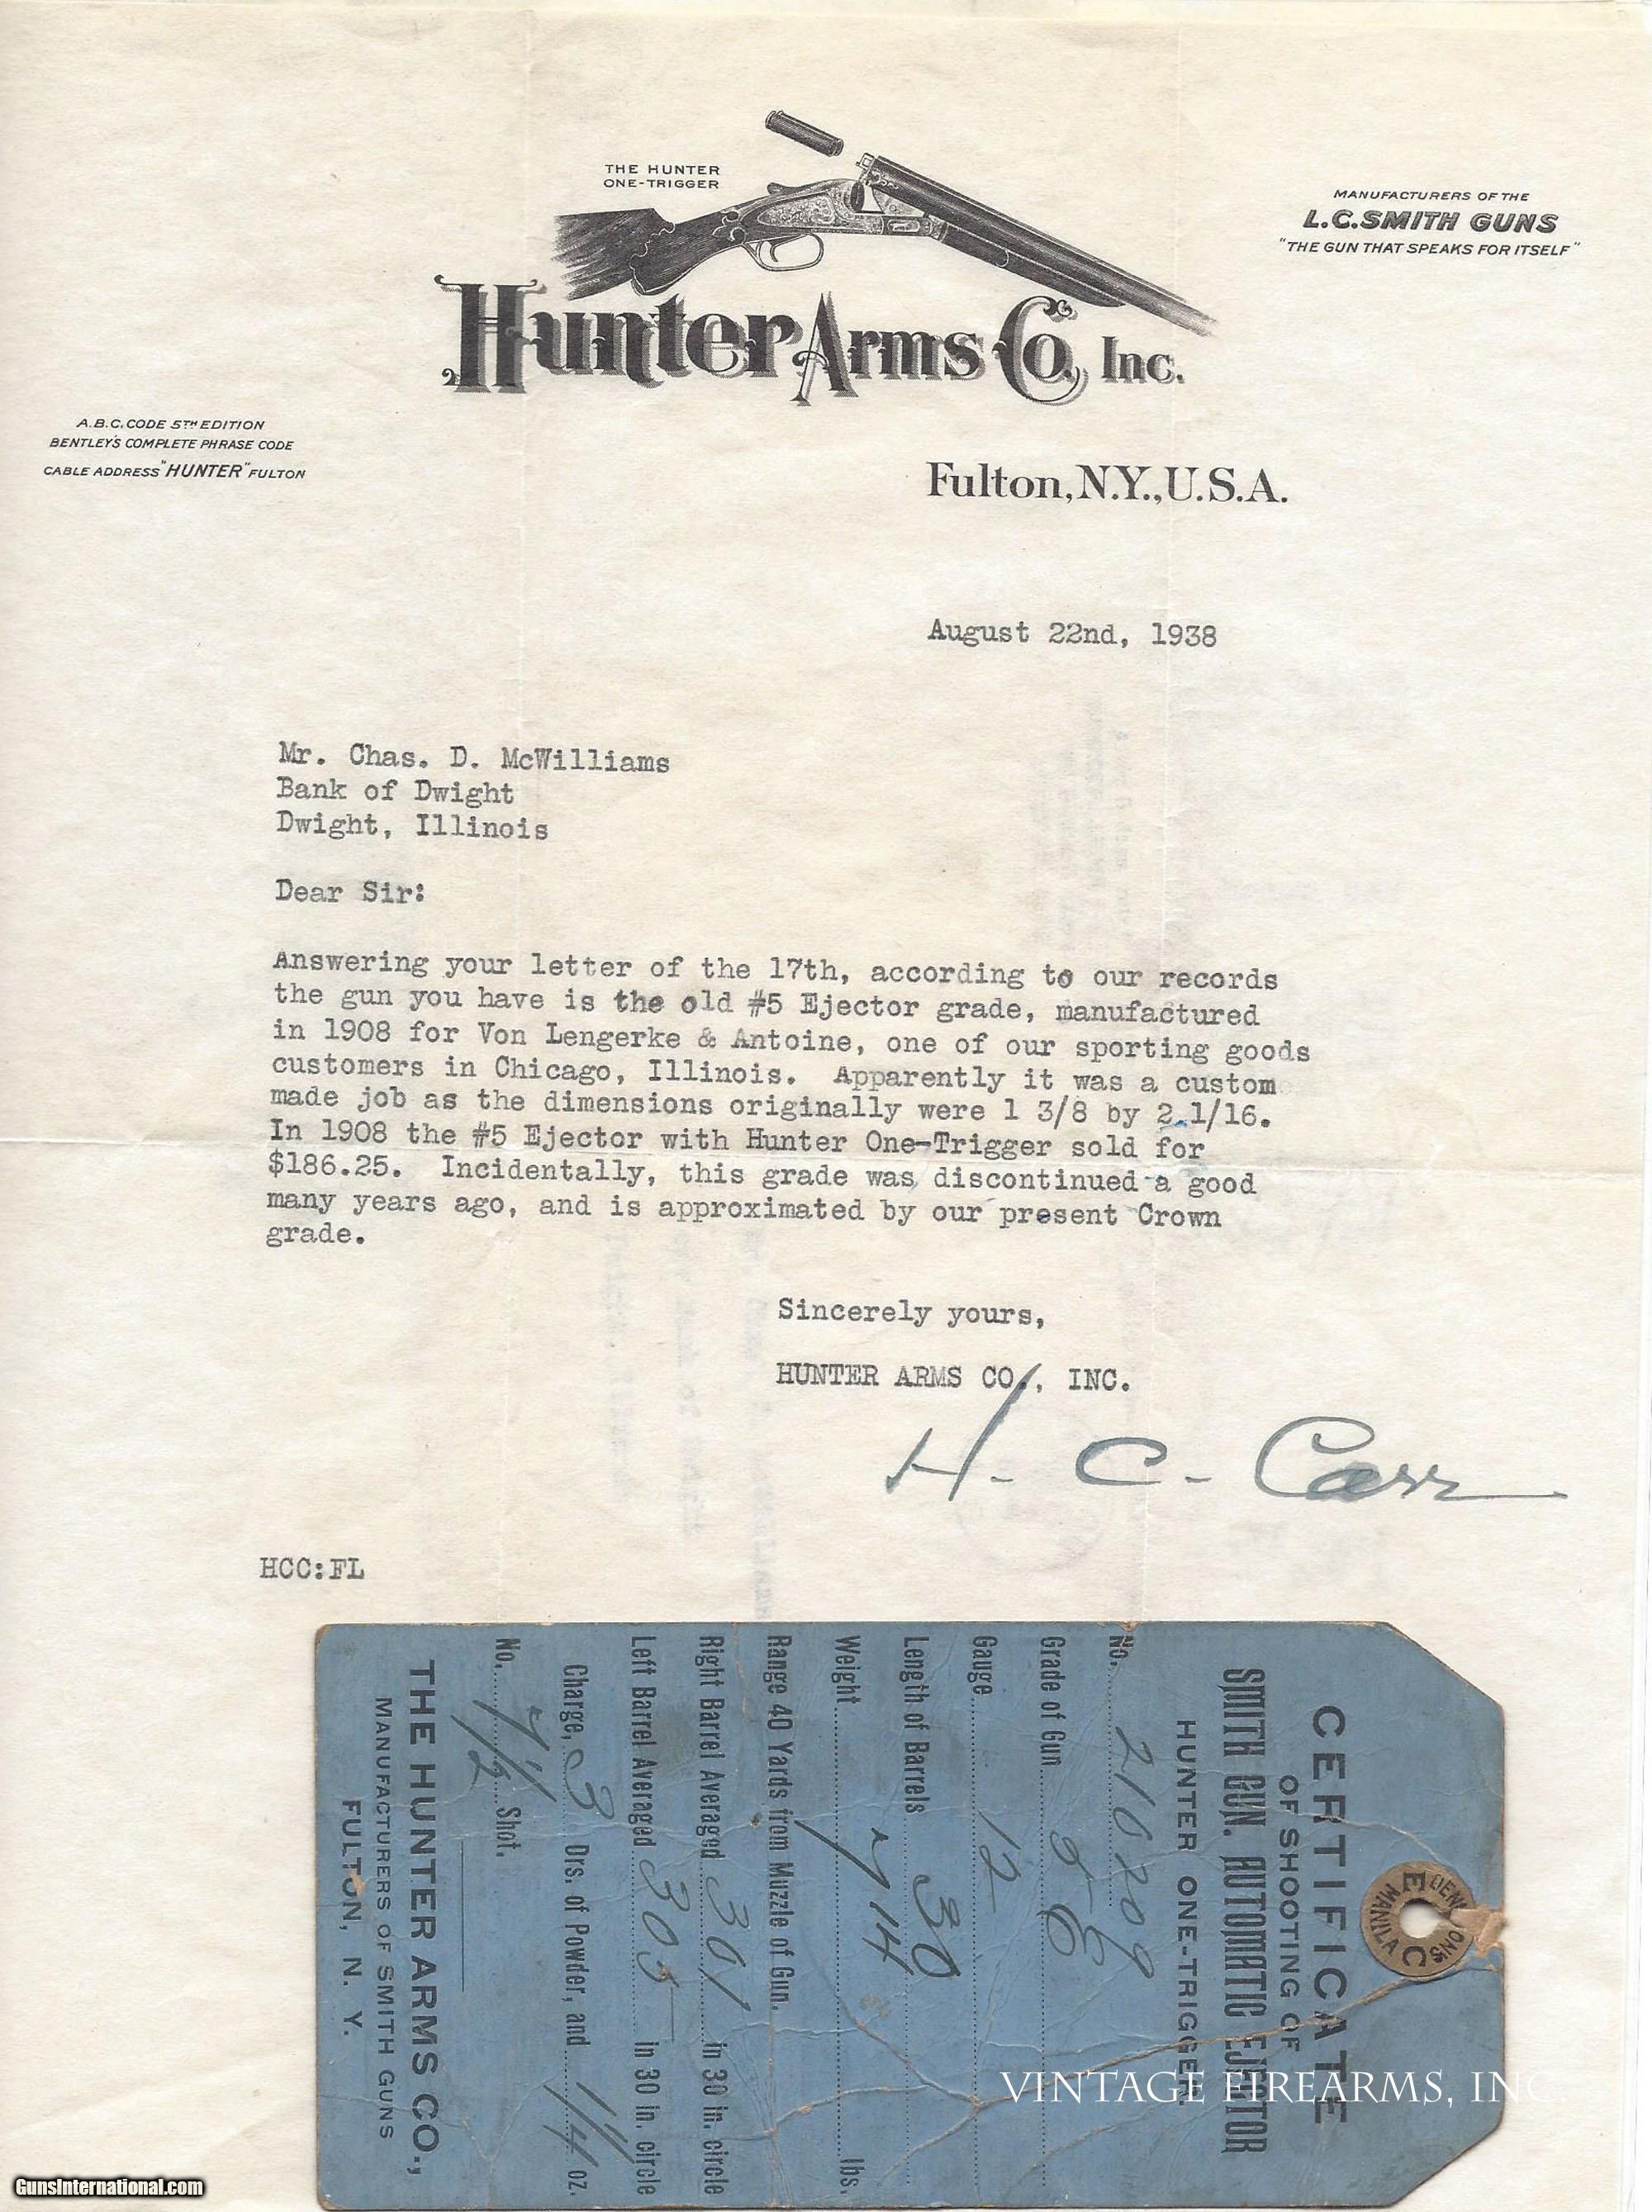 THE HUNTER
ONE-TRIGGER
MANUFACTURERS OF THE
L.C. SMITH GUNS
"THE GUN THAT SPEAKS FOR ITSELF"
Hunter Arms Co., Inc.
A.B.C. CODE 5TH EDITION
BENTLEY'S COMPLETE PHRASE CODE
CABLE ADDRESS "HUNTER" FULTON
Fulton, N.Y., U.S.A.
August 22nd, 1938
Mr. Chas. D. McWilliams
Bank of Dwight
Dwight, Illinois
Dear Sir:
Answering your letter of the 17th, according to our records
the gun you have is the old #5 Ejector grade, manufactured
in 1908 for Von Lengerke & Antoine, one of our sporting goods
customers in Chicago, Illinois. Apparently it was a custom
made job as the dimensions originally were 1 3/8 by 2.1/16.
In 1908 the #5 Ejector with Hunter One-Trigger sold for
$186.25. Incidentally, this grade was discontinued a good
many years ago, and is approximated by our present Crown
grade.
Sincerely yours,
HUNTER ARMS CO., INC.
H. C. Carr
HCC:FL
CERTIFICATE
OF SHOOTING OF
SMITH GUN. AUTOMATIC EJECTOR
HUNTER ONE-TRIGGER.
No. 210209
Grade of Gun 5 E
Gauge 12
Length of Barrels 30
Weight 7 14 lbs.
Range 40 Yards from Muzzle of Gun.
Right Barrel Averaged 301 in 30 in. circle
Left Barrel Averaged 305 in 30 in. circle
Charge, 3 Drs. of Powder, and 1 1/4 oz.
No. 7 1/2 Shot.
THE HUNTER ARMS CO.,
MANUFACTURERS OF SMITH GUNS
FULTON, N. Y.
DENNISONS
MANILA
E C
VINTAGE FIREARMS, INC
GunsInternational.com